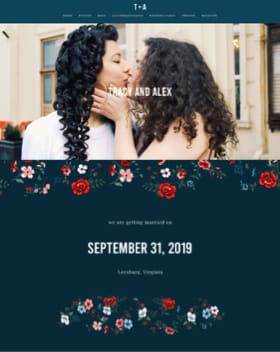 T + A
TRACY AND ALEX
we are getting married on
SEPTEMBER 31, 2019
Leesburg, Virginia